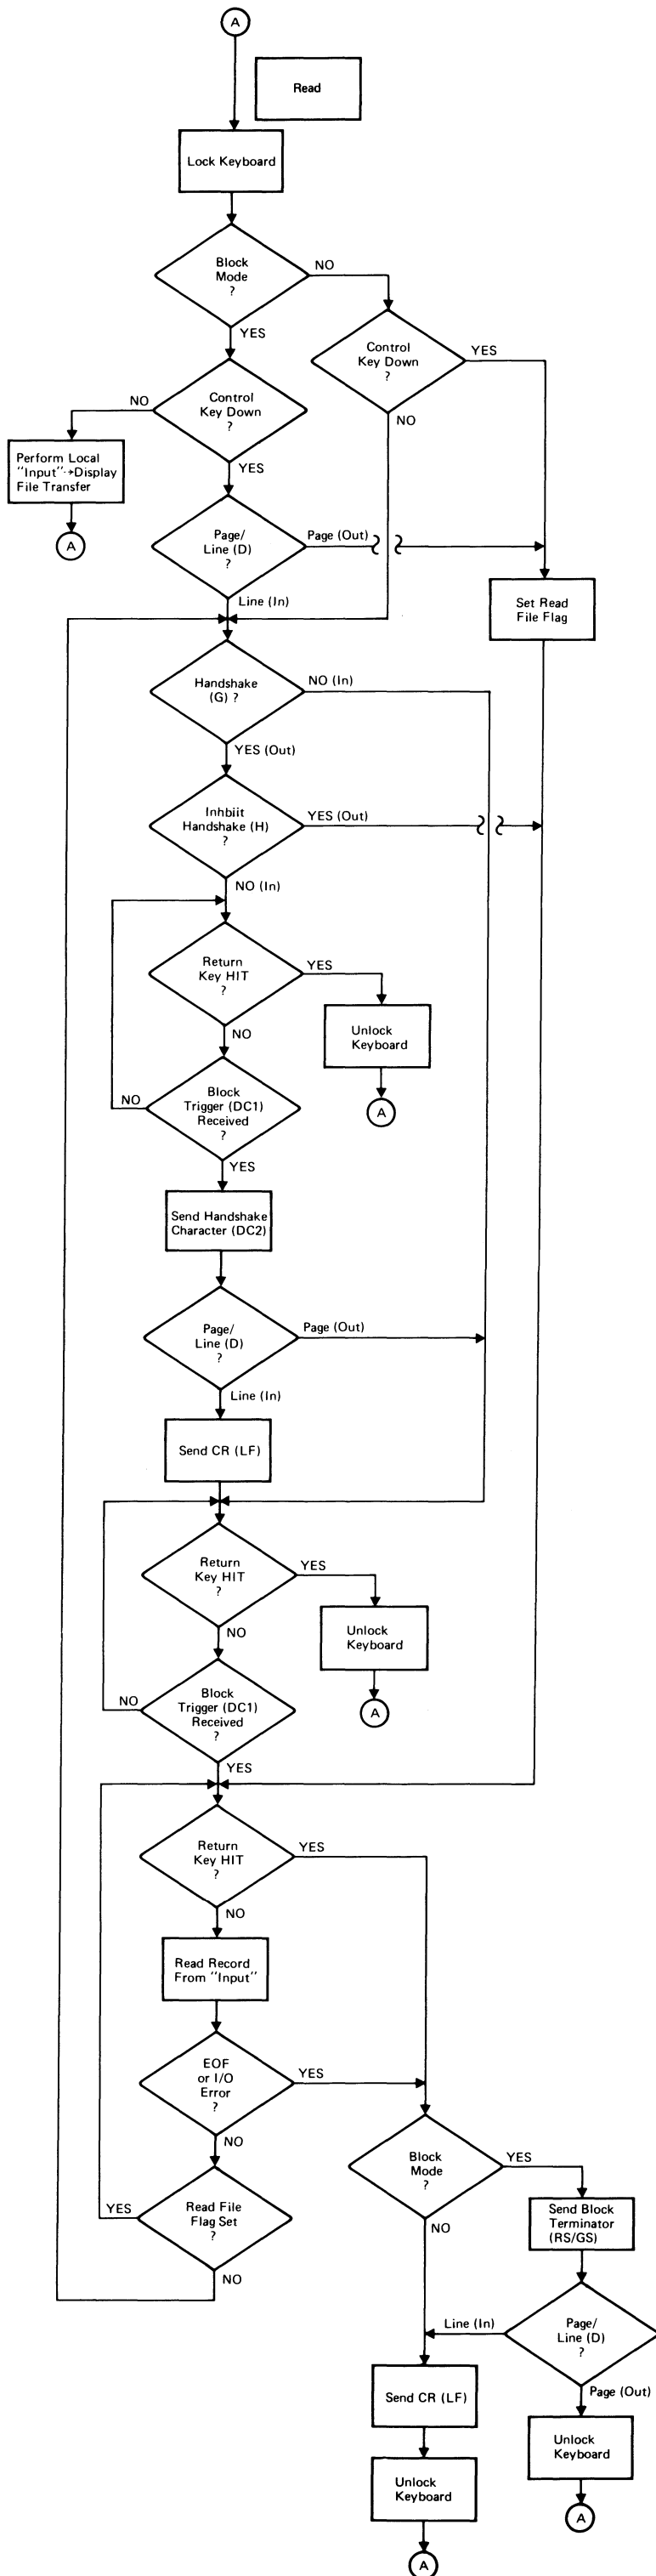 A
Read
Lock Keyboard
Block
Mode
?
NO
YES
Control
Key Down
?
YES
NO
Control
Key Down
?
NO
YES
Perform Local
"Input"→Display
File Transfer
A
Page/
Line (D)
?
Page (Out)
Line (In)
Set Read
File Flag
Handshake
(G) ?
NO (In)
YES (Out)
Inhbiit
Handshake (H)
?
YES (Out)
NO (In)
Return
Key HIT
?
YES
NO
Unlock
Keyboard
A
Block
Trigger (DC1)
Received
?
NO
YES
Send Handshake
Character (DC2)
Page/
Line (D)
?
Page (Out)
Line (In)
Send CR (LF)
Return
Key HIT
?
YES
NO
Unlock
Keyboard
A
Block
Trigger (DC1)
Received
?
NO
YES
Return
Key HIT
?
YES
NO
Read Record
From "Input"
EOF
or I/O
Error
?
YES
NO
Block
Mode
?
YES
NO
Read File
Flag Set
?
YES
NO
Send Block
Terminator
(RS/GS)
Page/
Line (D)
?
Line (In)
Page (Out)
Send CR (LF)
Unlock
Keyboard
A
Unlock
Keyboard
A